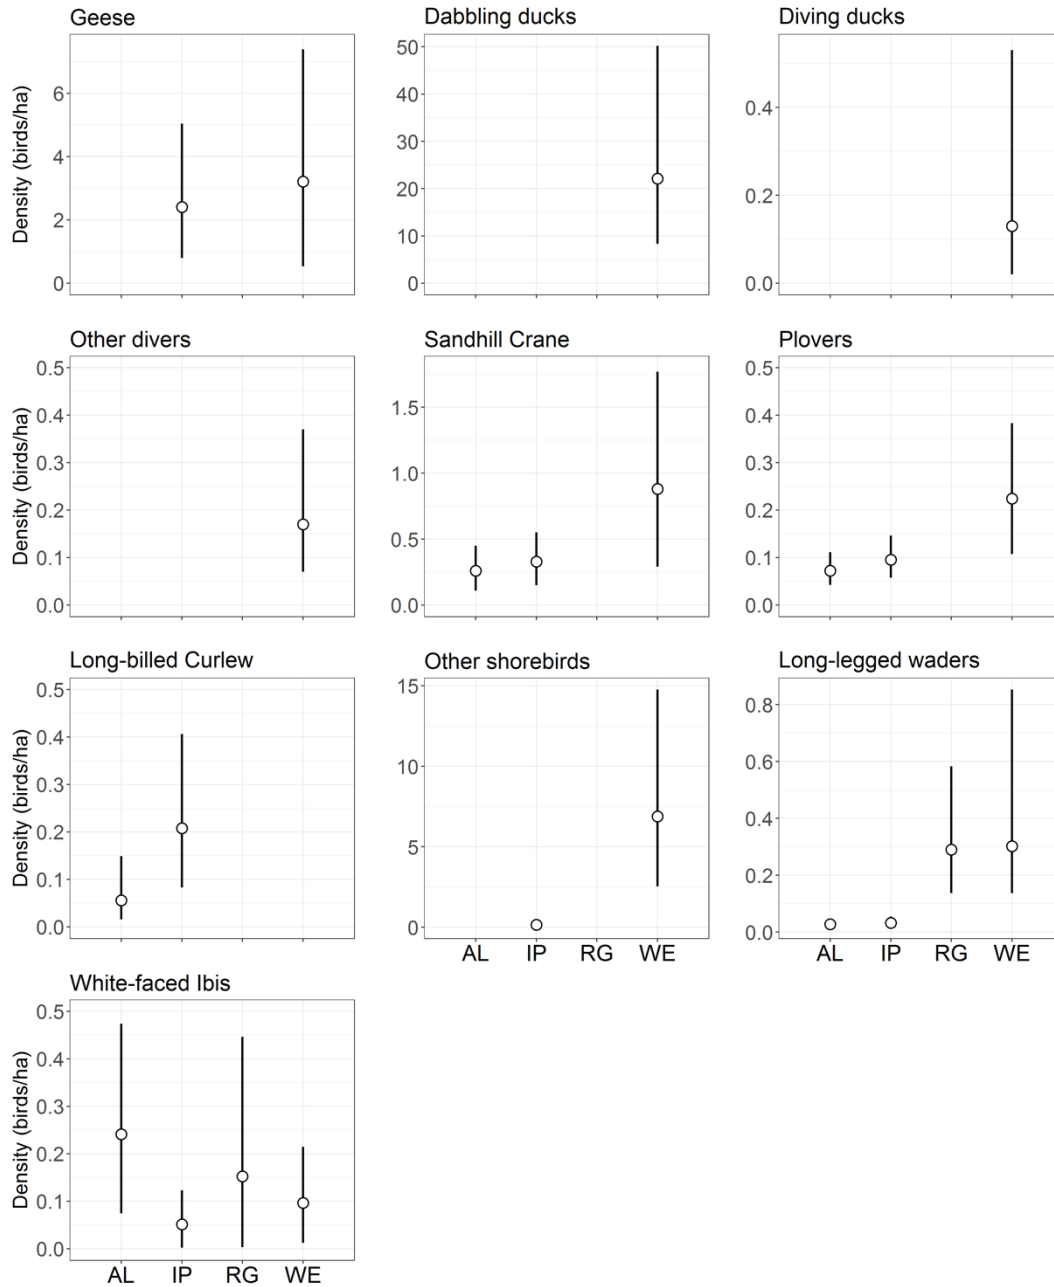 Geese
Dabbling ducks
Diving ducks
Density (birds/ha)
6
4
2
0
50
40
30
20
10
0
0.4
0.2
0.0
Other divers
Sandhill Crane
Plovers
Density (birds/ha)
0.5
0.4
0.3
0.2
0.1
0.0
1.5
1.0
0.5
0.0
0.5
0.4
0.3
0.2
0.1
0.0
Long-billed Curlew
Other shorebirds
Long-legged waders
Density (birds/ha)
0.5
0.4
0.3
0.2
0.1
0.0
15
10
5
0
0.8
0.6
0.4
0.2
0.0
AL IP RG WE
AL IP RG WE
White-faced Ibis
Density (birds/ha)
0.5
0.4
0.3
0.2
0.1
0.0
AL IP RG WE